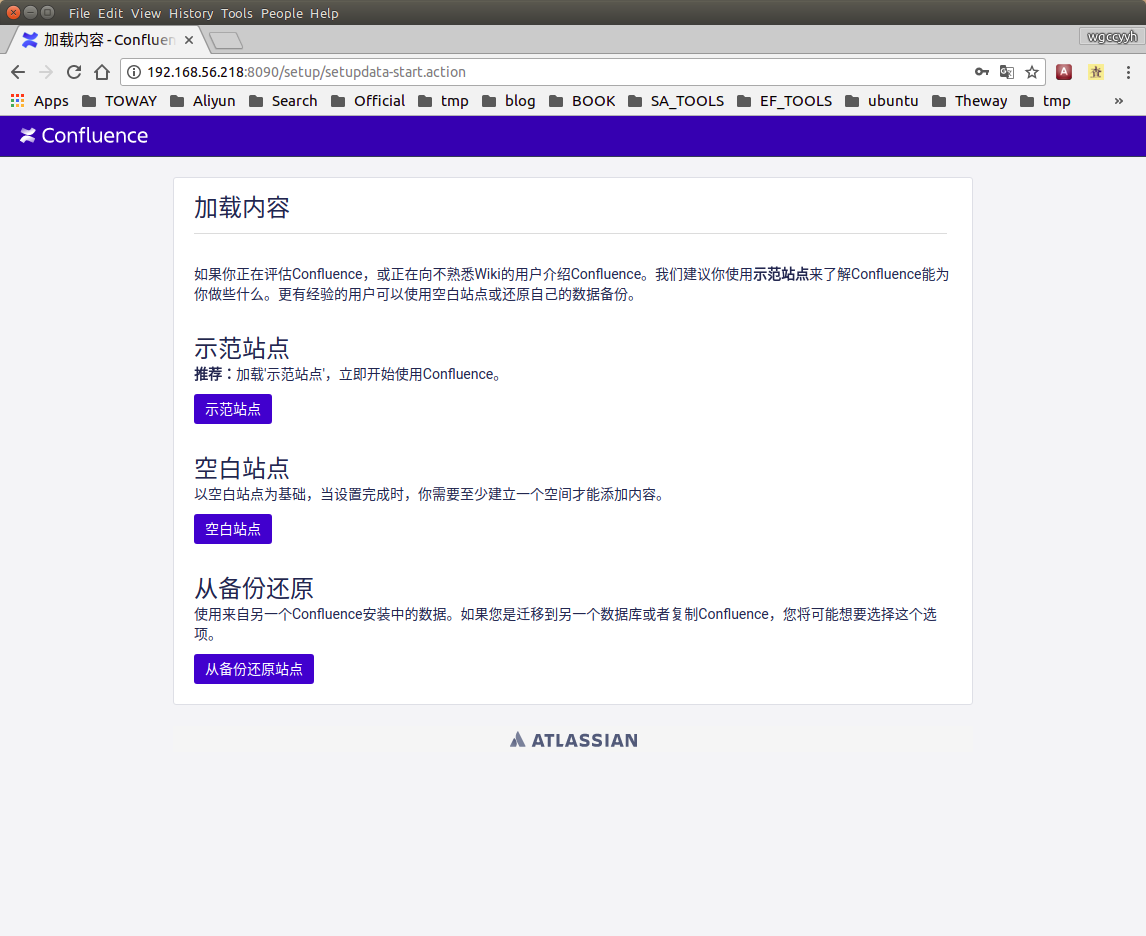 File Edit View History Tools People Help
加载内容 - Confluen
wgccyyh
192.168.56.218:8090/setup/setupdata-start.action
A
Apps TOWAY Aliyun Search Official tmp blog BOOK SA_TOOLS EF_TOOLS ubuntu Theway tmp »
Confluence
加载内容
如果你正在评估Confluence，或正在向不熟悉Wiki的用户介绍Confluence。我们建议你使用示范站点来了解Confluence能为
你做些什么。更有经验的用户可以使用空白站点或还原自己的数据备份。
示范站点
推荐：加载'示范站点'，立即开始使用Confluence。
示范站点
空白站点
以空白站点为基础，当设置完成时，你需要至少建立一个空间才能添加内容。
空白站点
从备份还原
使用来自另一个Confluence安装中的数据。如果您是迁移到另一个数据库或者复制Confluence，您将可能想要选择这个选
项。
从备份还原站点
ATLASSIAN